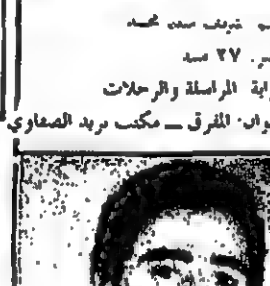 شريف سعد محمد
٢٧ سنة
المراسلة والرحلات
المفرق — مكتب بريد الصفاوي